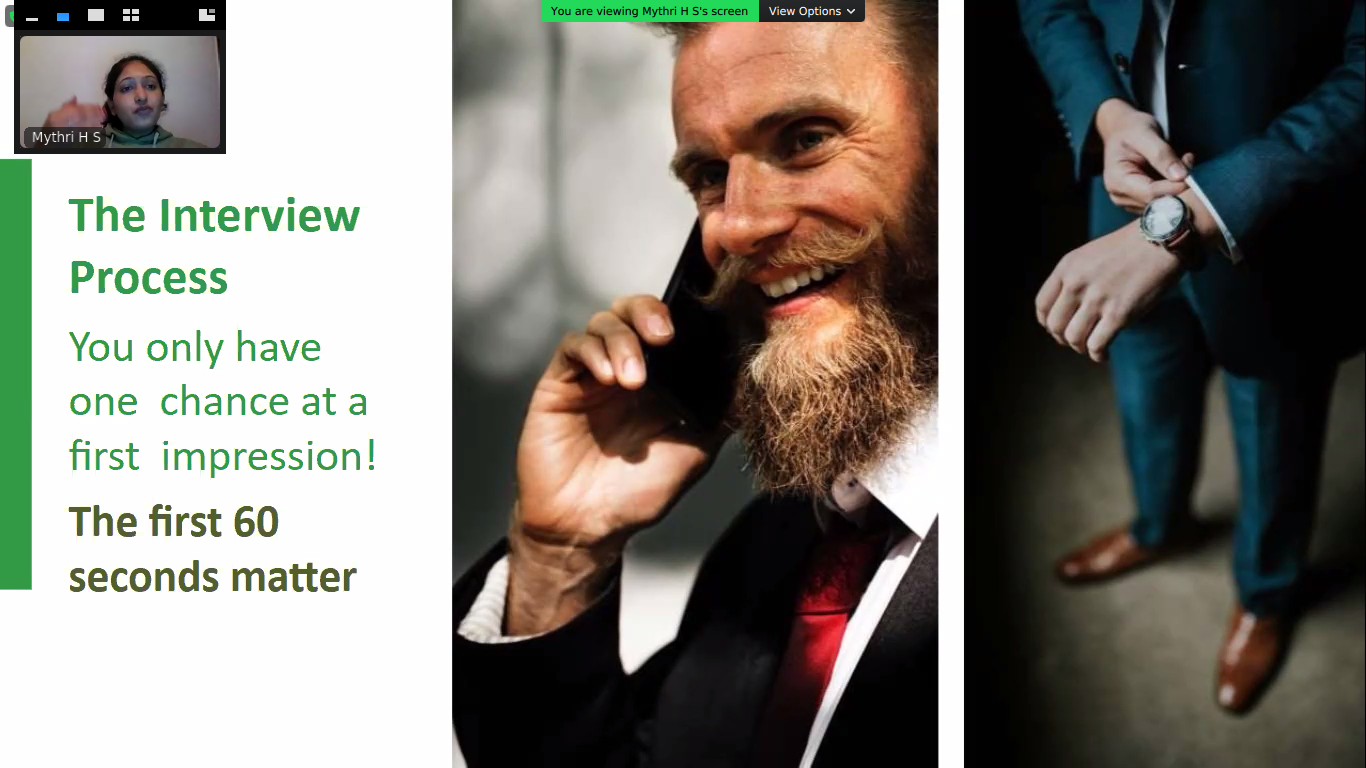 You are viewing Mythri H S's screen
View Options
Mythri H S
The Interview
Process
You only have
one  chance at a
first  impression!
The first 60
seconds matter